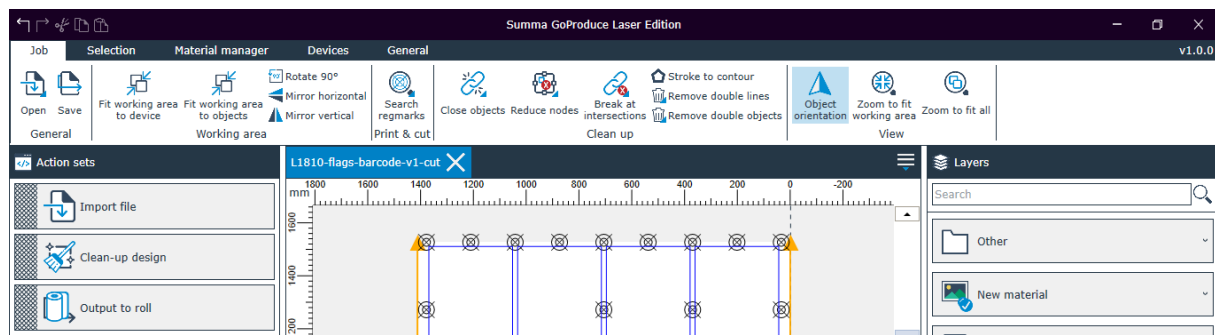 Summa GoProduce Laser Edition
Job Selection Material manager Devices General v1.0.0
Open Save
General
Fit working area to device
Fit working area to objects
Rotate 90°
Mirror horizontal
Mirror vertical
Working area
Search regmarks
Print & cut
Close objects
Reduce nodes
Break at intersections
Stroke to contour
Remove double lines
Remove double objects
Clean up
Object orientation
Zoom to fit working area
Zoom to fit all
View
Action sets
Import file
Clean-up design
Output to roll
L1810-flags-barcode-v1-cut
mm 1800 1600 1400 1200 1000 800 600 400 200 0 -200
1600
1400
1200
Layers
Search
Other
New material